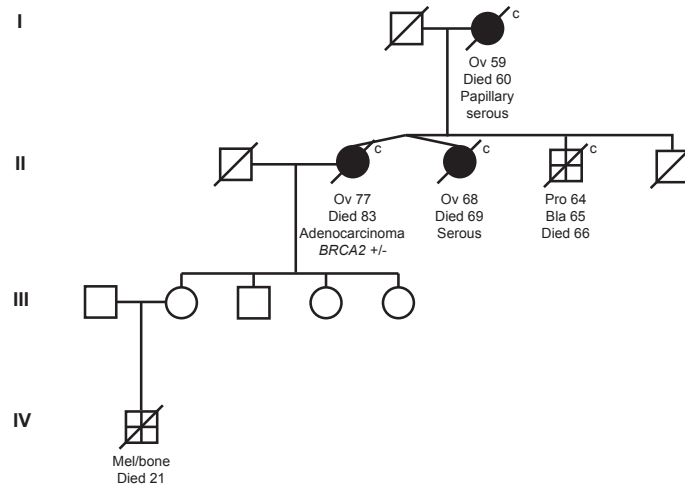 I
c
Ov 59
Died 60
Papillary
serous
II
c
c
c
Ov 77
Died 83
Adenocarcinoma
BRCA2 +/-
Ov 68
Died 69
Serous
Pro 64
Bla 65
Died 66
III
IV
Mel/bone
Died 21